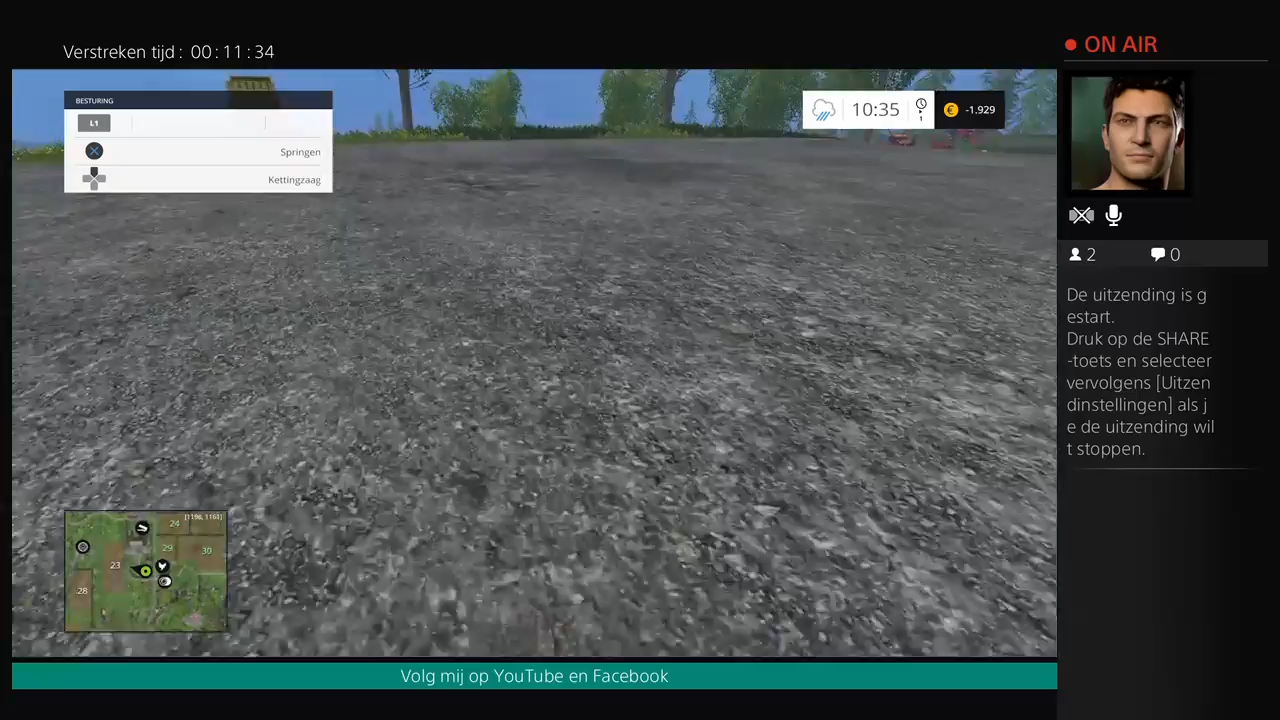 Verstreken tijd: 00:11:34
ON AIR
BESTURING
L1
Springen
Kettingzaag
10:35
1
€ -1.929
2
0
De uitzending is g
estart.
Druk op de SHARE
-toets en selecteer
vervolgens [Uitzen
dinstellingen] als j
e de uitzending wil
t stoppen.
24
29
30
23
28
Volg mij op YouTube en Facebook